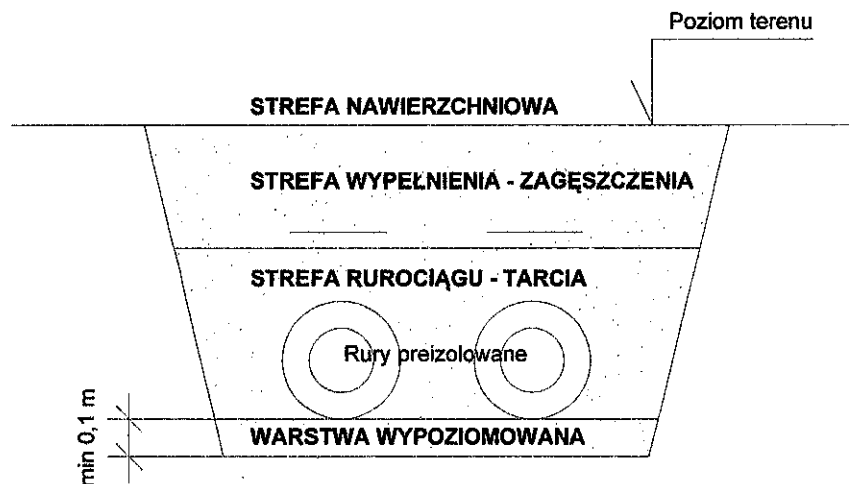 Poziom terenu
STREFA NAWIERZCHNIOWA
STREFA WYPEŁNIENIA - ZAGĘSZCZENIA
STREFA RUROCIĄGU - TARCIA
Rury preizolowane
WARSTWA WYPOZIOMOWANA
min 0,1 m